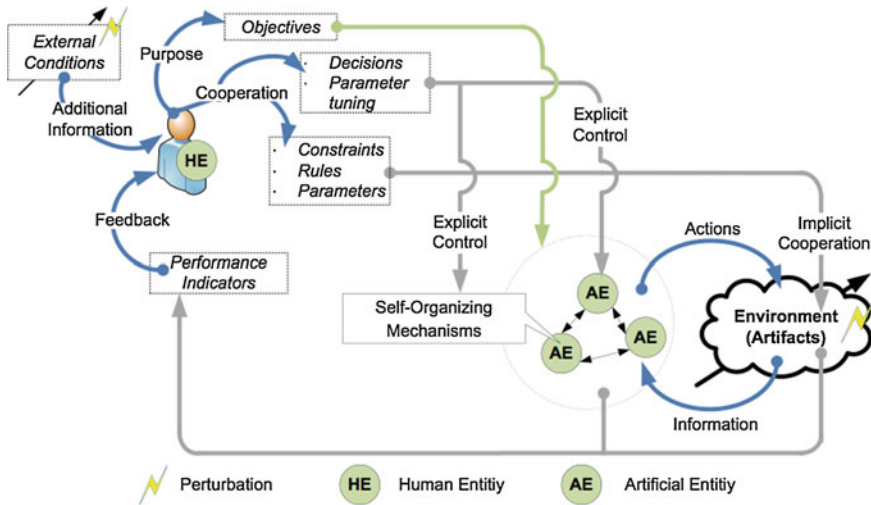 External
Conditions
Objectives
Purpose
Decisions
Parameter
tuning
Cooperation
Additional
Information
Explicit
Control
HE
Constraints
Rules
Parameters
Feedback
Explicit
Control
Actions
Implicit
Cooperation
Performance
Indicators
Self-Organizing
Mechanisms
AE
AE
AE
Environment
(Artifacts)
Information
Perturbation
HE
Human Entitiy
AE
Artificial Entitiy